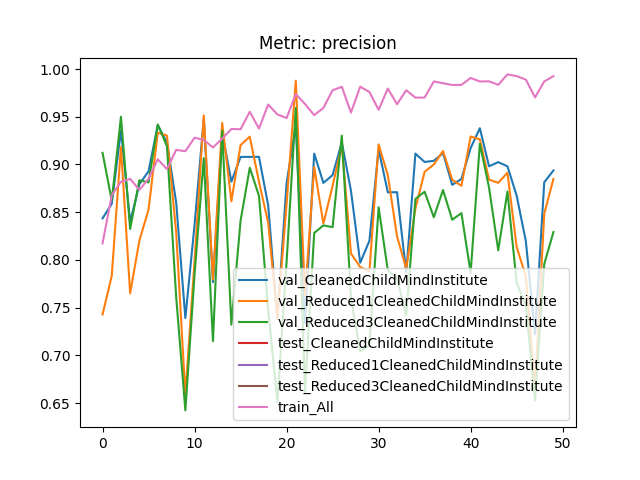 Metric: precision
1.00
0.95
0.90
0.85
0.80
0.75
0.70
0.65
val_CleanedChildMindInstitute
val_Reduced1CleanedChildMindInstitute
val_Reduced3CleanedChildMindInstitute
test_CleanedChildMindInstitute
test_Reduced1CleanedChildMindInstitute
test_Reduced3CleanedChildMindInstitute
train_All
0
10
20
30
40
50